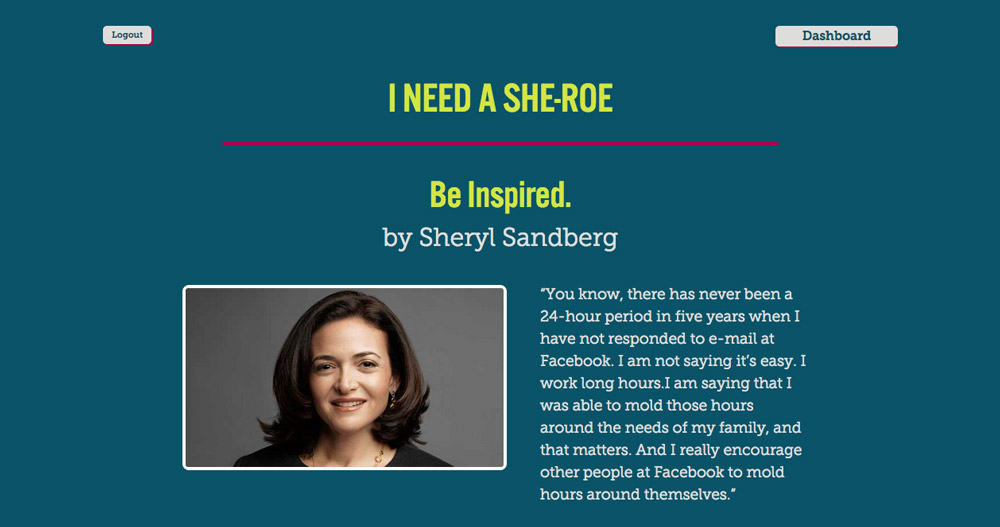 Logout
Dashboard
I NEED A SHE-ROE
Be Inspired.
by Sheryl Sandberg
“You know, there has never been a
24-hour period in five years when I
have not responded to e-mail at
Facebook. I am not saying it’s easy. I
work long hours.I am saying that I
was able to mold those hours
around the needs of my family, and
that matters. And I really encourage
other people at Facebook to mold
hours around themselves.”